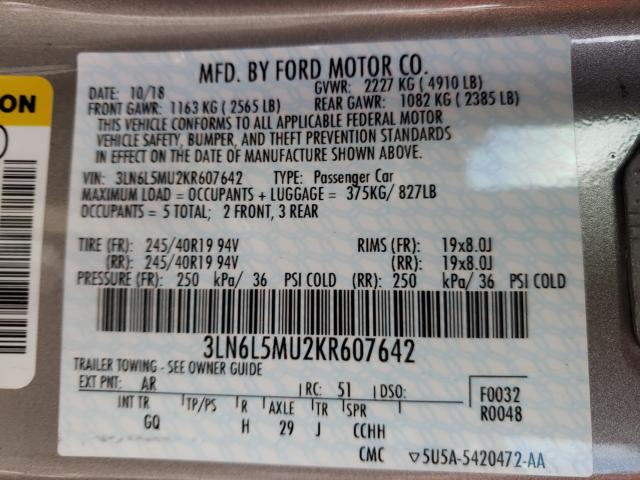 ON
MFD. BY FORD MOTOR CO.
DATE: 10/18 GVWR: 2227 KG ( 4910 LB)
FRONT GAWR: 1163 KG ( 2565 LB) REAR GAWR: 1082 KG ( 2385LB)
THIS VEHICLE CONFORMS TO ALL APPLICABLE FEDERAL MOTOR
VEHICLE SAFETY, BUMPER, AND THEFT PREVENTION STANDARDS
IN EFFECT ON THE DATE OF MANUFACTURE SHOWN ABOVE.
VIN: 3LN6L5MU2KR607642 TYPE: Passenger Car
MAXIMUM LOAD = OCCUPANTS + LUGGAGE = 375KG/ 827LB
OCCUPANTS = 5 TOTAL; 2 FRONT, 3 REAR
TIRE (FR): 245/40R19 94V RIMS (FR): 19x8.0J
(RR): 245/40R19 94V (RR): 19x8.0J
PRESSURE (FR): 250 kPa/ 36 PSI COLD (RR): 250 kPa/ 36 PSI COLD
3LN6L5MU2KR607642
TRAILER TOWING - SEE OWNER GUIDE
EXT PNT: AR RC: 51 DSO: F0032
INT TR TP/PS R AXLE TR SPR R0048
GQ H 29 J CCHH
CMC ▽5U5A-5420472-AA